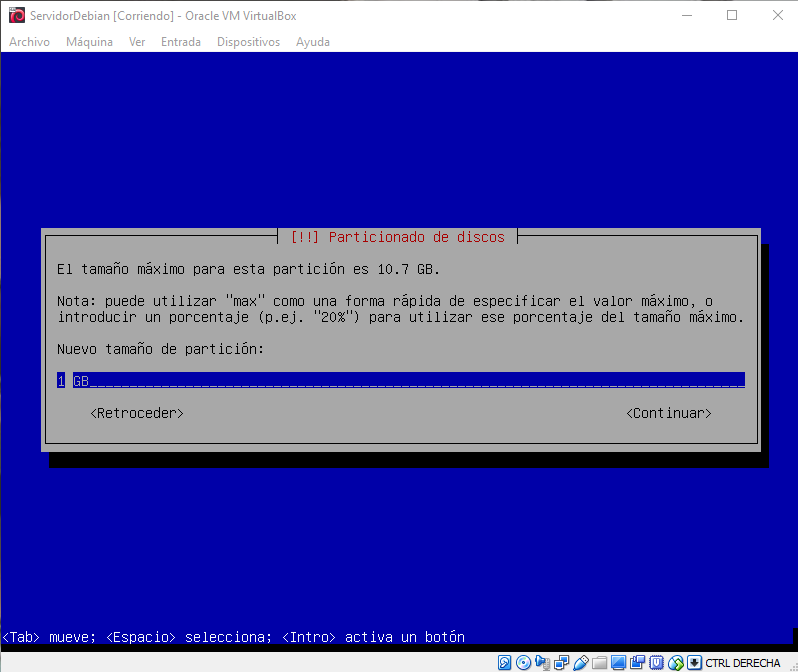 ServidorDebian [Corriendo] - Oracle VM VirtualBox
Archivo Máquina Ver Entrada Dispositivos Ayuda
[!!] Particionado de discos
El tamaño máximo para esta partición es 10.7 GB.
Nota: puede utilizar "max" como una forma rápida de especificar el valor máximo, o
introducir un porcentaje (p.ej. "20%") para utilizar ese porcentaje del tamaño máximo.
Nuevo tamaño de partición:
1 GB
<Retroceder> <Continuar>
<Tab> mueve; <Espacio> selecciona; <Intro> activa un botón
CTRL DERECHA